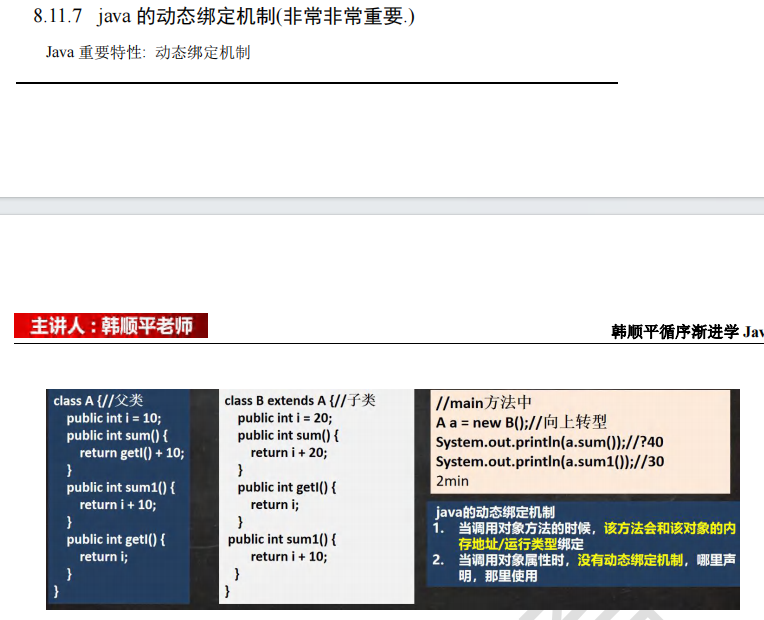 8.11.7 java 的动态绑定机制(非常非常重要.)
Java 重要特性: 动态绑定机制
主讲人：韩顺平老师
韩顺平循序渐进学 Jav
class A {//父类
public int i = 10;
public int sum() {
return getI() + 10;
}
public int sum1() {
return i + 10;
}
public int getI() {
return i;
}
}
class B extends A {//子类
public int i = 20;
public int sum() {
return i + 20;
}
public int getI() {
return i;
}
public int sum1() {
return i + 10;
}
}
//main方法中
A a = new B();//向上转型
System.out.println(a.sum());//?40
System.out.println(a.sum1());//30
2min
java的动态绑定机制
1. 当调用对象方法的时候，该方法会和该对象的内
存地址/运行类型绑定
2. 当调用对象属性时，没有动态绑定机制，哪里声
明，那里使用